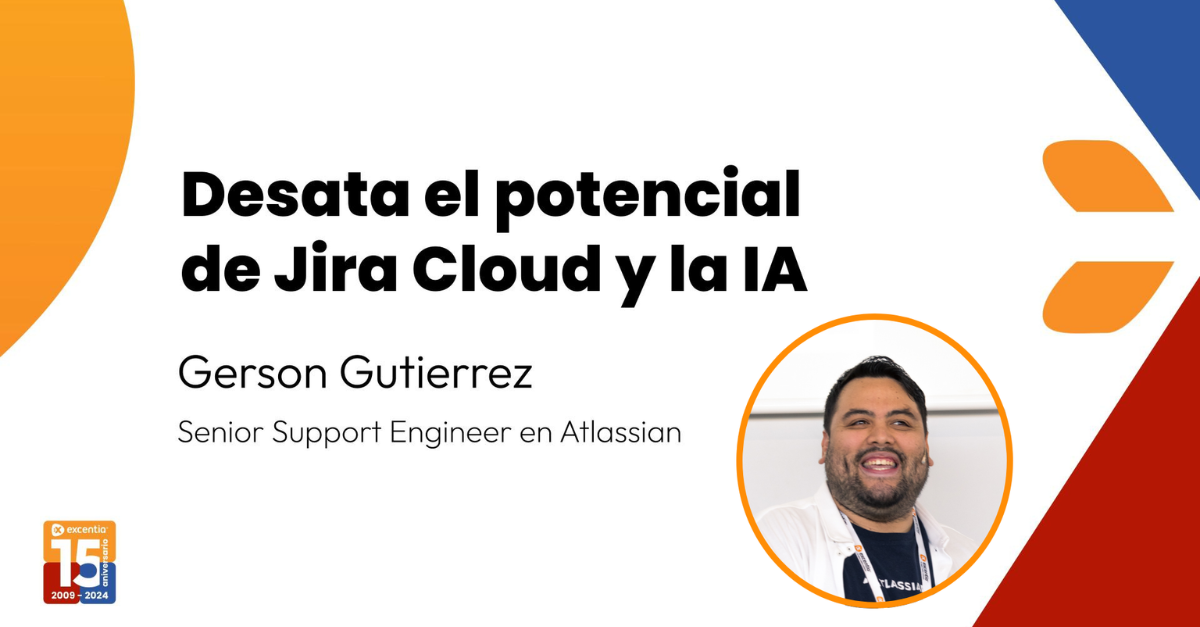 Desata el potencial
de Jira Cloud y la IA
Gerson Gutierrez
Senior Support Engineer en Atlassian
excentia
15
aniversario
2009 - 2024
ATLASSIAN